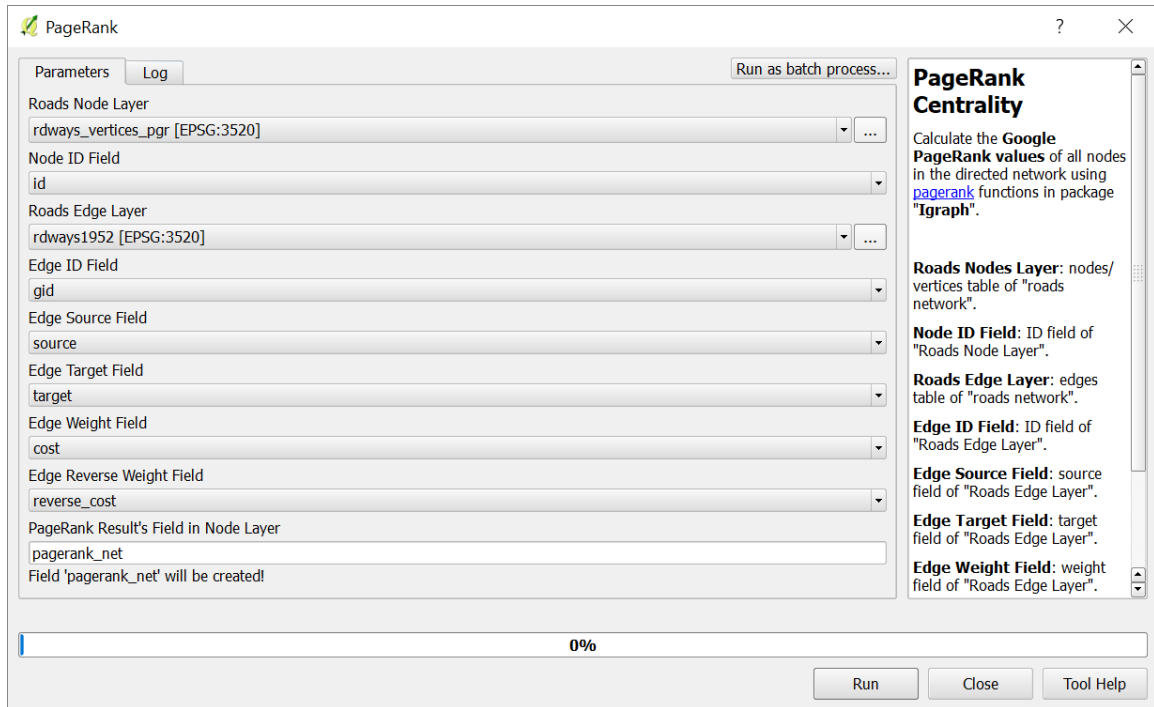 PageRank
?
Parameters
Log
Run as batch process...
Roads Node Layer
rdways_vertices_pgr [EPSG:3520]
...
Node ID Field
id
Roads Edge Layer
rdways1952 [EPSG:3520]
...
Edge ID Field
gid
Edge Source Field
source
Edge Target Field
target
Edge Weight Field
cost
Edge Reverse Weight Field
reverse_cost
PageRank Result's Field in Node Layer
pagerank_net
Field 'pagerank_net' will be created!
PageRank
Centrality
Calculate the Google
PageRank values of all nodes
in the directed network using
pagerank functions in package
"Igraph".
Roads Nodes Layer: nodes/
vertices table of "roads
network".
Node ID Field: ID field of
"Roads Node Layer".
Roads Edge Layer: edges
table of "roads network".
Edge ID Field: ID field of
"Roads Edge Layer".
Edge Source Field: source
field of "Roads Edge Layer".
Edge Target Field: target
field of "Roads Edge Layer".
Edge Weight Field: weight
field of "Roads Edge Layer".
0%
Run
Close
Tool Help